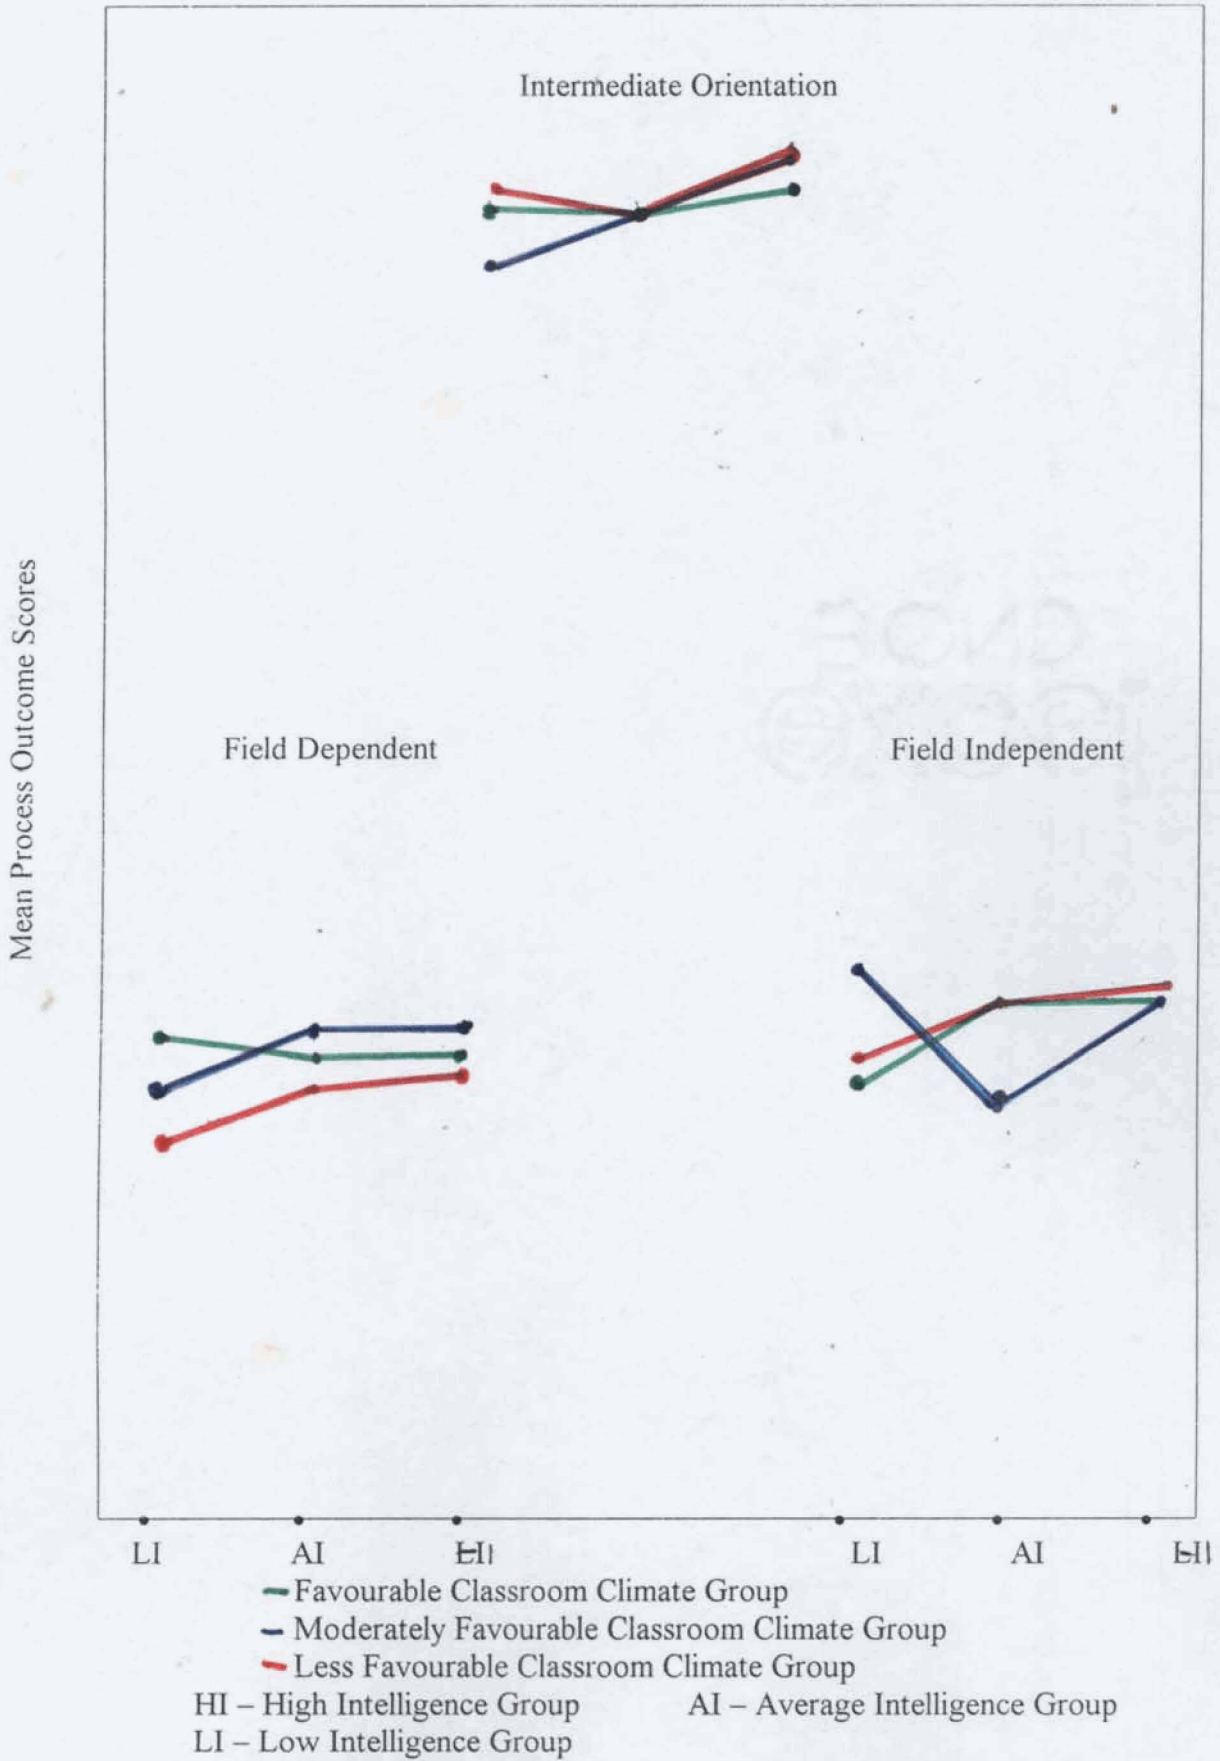 Intermediate Orientation
Mean Process Outcome Scores
Field Dependent
Field Independent
LI AI HI LI AI HI
Favourable Classroom Climate Group
Moderately Favourable Classroom Climate Group
Less Favourable Classroom Climate Group
HI – High Intelligence Group AI – Average Intelligence Group
LI – Low Intelligence Group